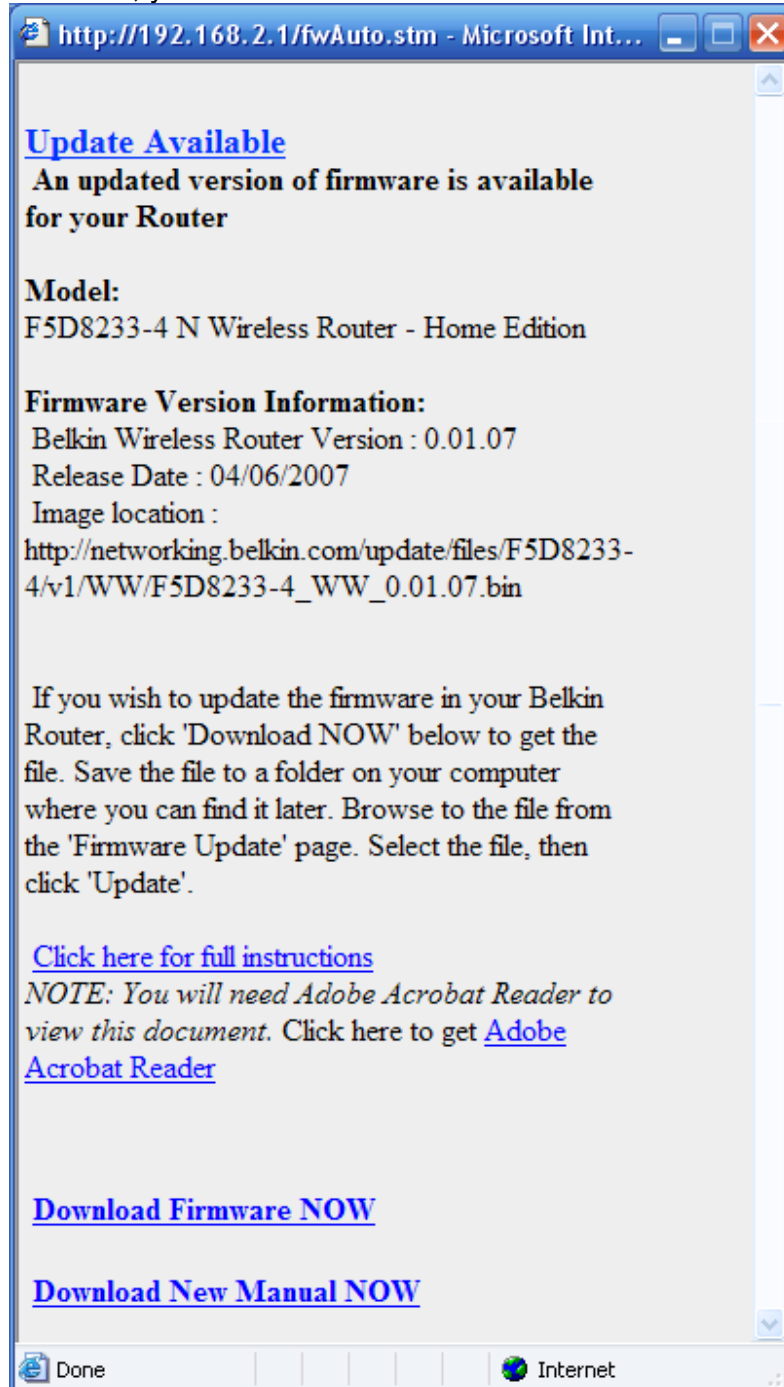 http://192.168.2.1/fwAuto.stm - Microsoft Int...
Update Available
An updated version of firmware is available
for your Router
Model:
F5D8233-4 N Wireless Router - Home Edition
Firmware Version Information:
Belkin Wireless Router Version : 0.01.07
Release Date : 04/06/2007
Image location :
http://networking.belkin.com/update/files/F5D8233-
4/v1/WW/F5D8233-4_WW_0.01.07.bin
If you wish to update the firmware in your Belkin
Router, click 'Download NOW' below to get the
file. Save the file to a folder on your computer
where you can find it later. Browse to the file from
the 'Firmware Update' page. Select the file, then
click 'Update'.
Click here for full instructions
NOTE: You will need Adobe Acrobat Reader to
view this document. Click here to get Adobe
Acrobat Reader
Download Firmware NOW
Download New Manual NOW
Done
Internet